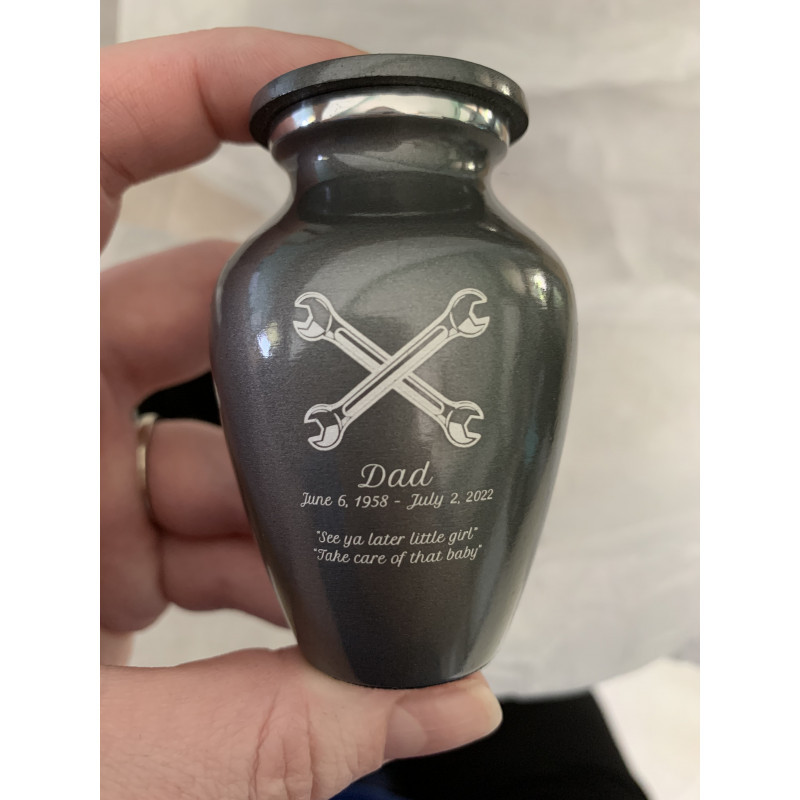 Dad
June 6, 1958 - July 2, 2022
"See ya later little girl"
"Take care of that baby"